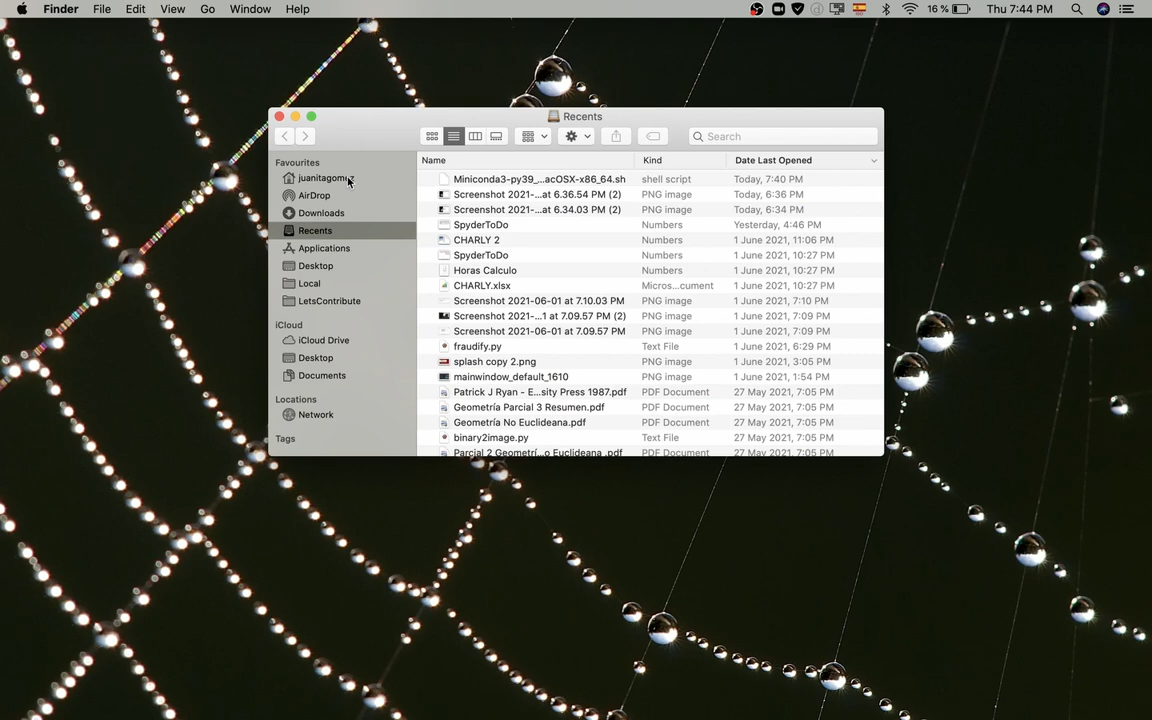 Finder File Edit View Go Window Help 16 % Thu 7:44 PM
Recents
Search
Favourites
AirDrop
Downloads
Recents
Applications
Desktop
Local
LetsContribute
iCloud
iCloud Drive
Desktop
Documents
Locations
Network
Tags
Name Kind Date Last Opened
Miniconda3-py39_...acOSX-x86_64.sh shell script Today, 7:40 PM
Screenshot 2021-...at 6.36.54 PM (2) PNG image Today, 6:36 PM
Screenshot 2021-...at 6.34.03 PM (2) PNG image Today, 6:34 PM
SpyderToDo Numbers Yesterday, 4:46 PM
CHARLY 2 Numbers 1 June 2021, 11:06 PM
SpyderToDo Numbers 1 June 2021, 10:27 PM
Horas Calculo Numbers 1 June 2021, 10:27 PM
CHARLY.xlsx Micros...cument 1 June 2021, 10:27 PM
Screenshot 2021-06-01 at 7.10.03 PM PNG image 1 June 2021, 7:10 PM
Screenshot 2021-...1 at 7.09.57 PM (2) PNG image 1 June 2021, 7:09 PM
Screenshot 2021-06-01 at 7.09.57 PM PNG image 1 June 2021, 7:09 PM
fraudify.py Text File 1 June 2021, 6:29 PM
splash copy 2.png PNG image 1 June 2021, 3:05 PM
mainwindow_default_1610 PNG image 1 June 2021, 1:54 PM
Patrick J Ryan - E...sity Press 1987.pdf PDF Document 27 May 2021, 7:05 PM
Geometría Parcial 3 Resumen.pdf PDF Document 27 May 2021, 7:05 PM
Geometría No Euclideana.pdf PDF Document 27 May 2021, 7:05 PM
binary2image.py Text File 27 May 2021, 7:05 PM
Parcial 2 Geometrí...o Euclideana .pdf PDF Document 27 May 2021, 7:05 PM